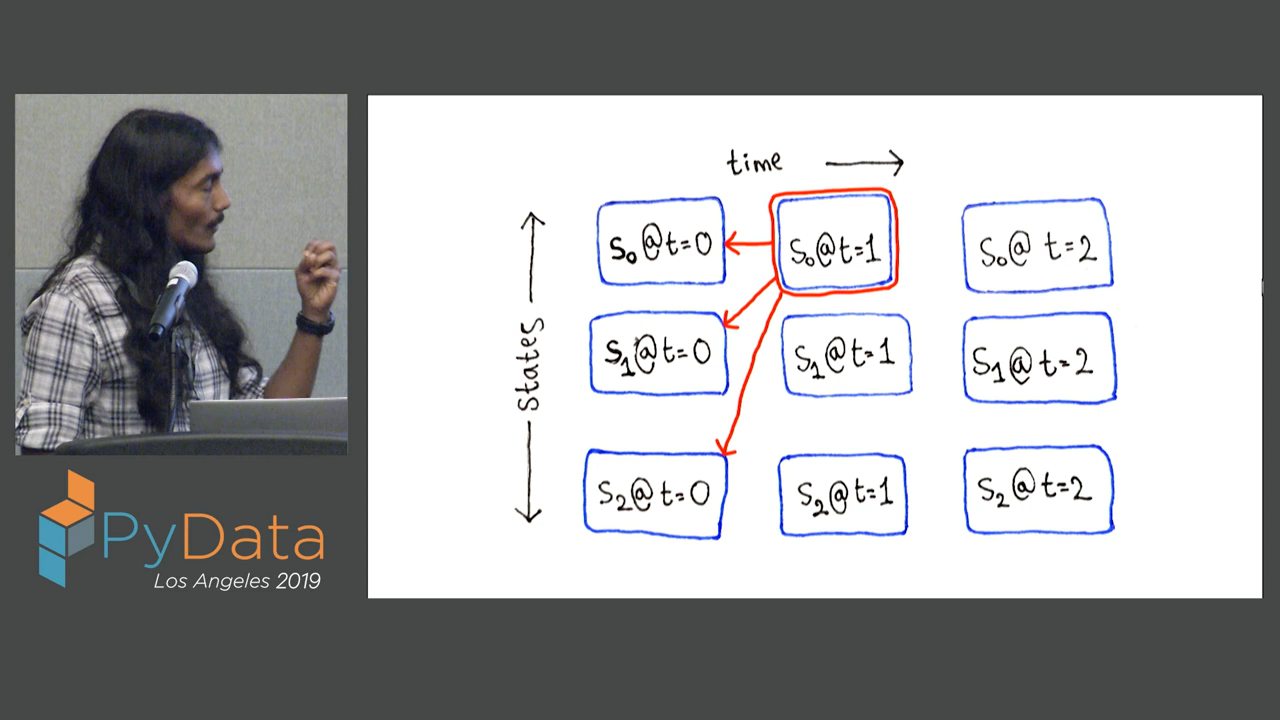 time
states
S₀@t=0
S₀@t=1
S₀@ t=2
S₁@t=0
S₁@t=1
S₁@t=2
S₂@t=0
S₂@t=1
S₂@t=2
PyData
Los Angeles 2019